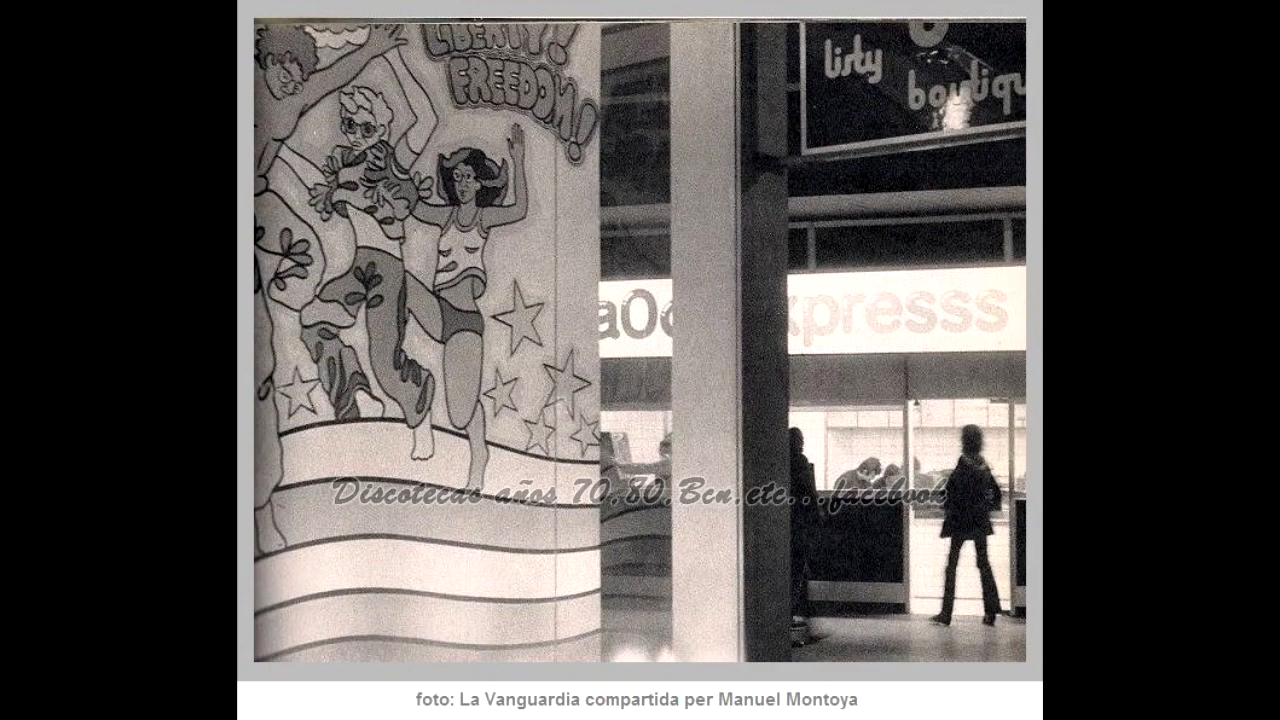 LIBERTY!
FREEDOM!
listy
boutiqu
a0
xpresss
Discotecas años 70,80,Bcn,etc...facebook
foto: La Vanguardia compartida per Manuel Montoya